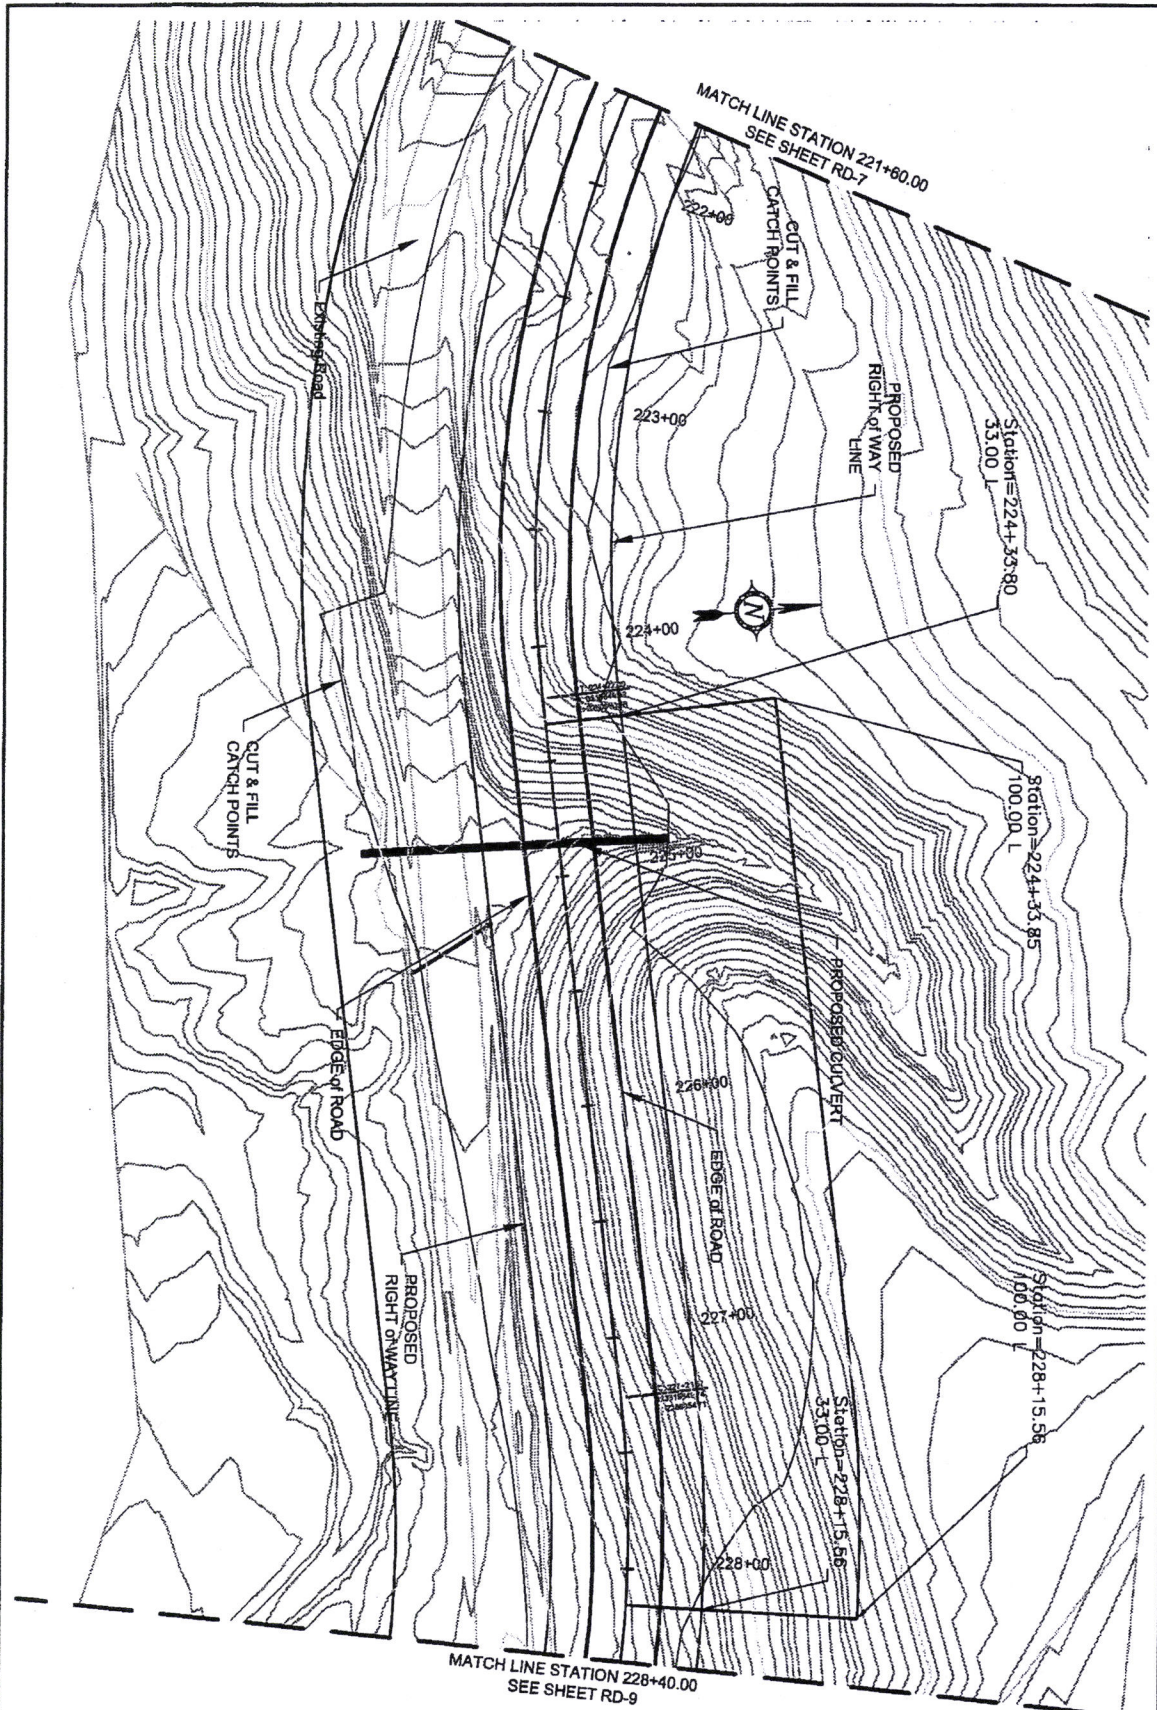 MATCH LINE STATION 221+60.00
SEE SHEET RD-7
222+00
CUT & FILL
CATCH POINTS
Existing Road
PROPOSED
RIGHT of WAY
LINE
223+00
Station=224+33.80
33.00 L
N
224+00
CUT & FILL
CATCH POINTS
Station=224+33.85
100.00 L
225+00
PROPOSED CULVERT
EDGE of ROAD
226+00
EDGE of ROAD
PROPOSED
RIGHT of WAY LINE
227+00
Station=228+15.56
100.00 L
Station=228+15.56
33.00 L
228+00
MATCH LINE STATION 228+40.00
SEE SHEET RD-9